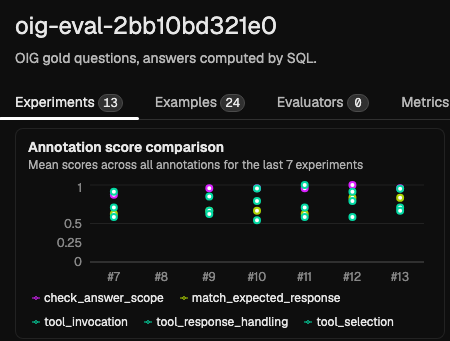 oig-eval-2bb10bd321e0
OIG gold questions, answers computed by SQL.
Experiments 13 Examples 24 Evaluators 0 Metrics
Annotation score comparison
Mean scores across all annotations for the last 7 experiments
1
0.5
0.25
0
#7 #8 #9 #10 #11 #12 #13
check_answer_scope match_expected_response
tool_invocation tool_response_handling tool_selection